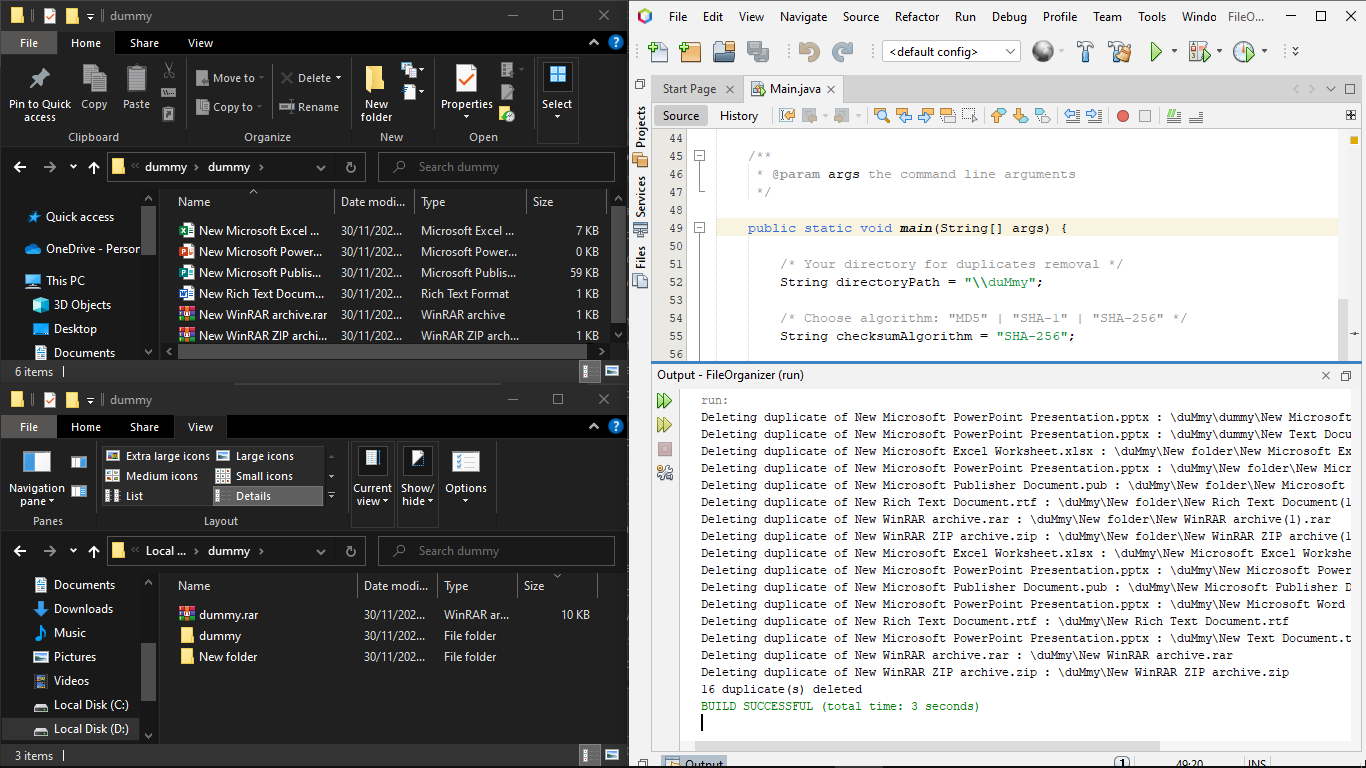 dummy
File Home Share View
Pin to Quick access
Copy
Paste
Move to
Copy to
Delete
Rename
New folder
Properties
Select
Clipboard Organize New Open
dummy dummy
Search dummy
Quick access
OneDrive - Person
This PC
3D Objects
Desktop
Documents
Name Date modi... Type Size
New Microsoft Excel ... 30/11/202... Microsoft Excel ... 7 KB
New Microsoft Power... 30/11/202... Microsoft Power... 0 KB
New Microsoft Publis... 30/11/202... Microsoft Publis... 59 KB
New Rich Text Docum... 30/11/202... Rich Text Format 1 KB
New WinRAR archive.rar 30/11/202... WinRAR archive 1 KB
New WinRAR ZIP archi... 30/11/202... WinRAR ZIP arch... 1 KB
6 items
dummy
File Home Share View
Navigation pane
Extra large icons Large icons
Medium icons Small icons
List Details
Current view
Show/ hide
Options
Panes Layout
Local ... dummy
Search dummy
Documents
Downloads
Music
Pictures
Videos
Local Disk (C:)
Local Disk (D:)
Name Date modi... Type Size
dummy.rar 30/11/202... WinRAR ar... 10 KB
dummy 30/11/202... File folder
New folder 30/11/202... File folder
3 items
File Edit View Navigate Source Refactor Run Debug Profile Team Tools Windo FileO...
<default config>
Projects
Services
Files
Start Page Main.java
Source History
44
45 /**
46 * @param args the command line arguments
47 */
48
49 public static void main(String[] args) {
50
51 /* Your directory for duplicates removal */
52 String directoryPath = "\\duMmy";
53
54 /* Choose algorithm: "MD5" | "SHA-1" | "SHA-256" */
55 String checksumAlgorithm = "SHA-256";
56
Output - FileOrganizer (run)
run:
Deleting duplicate of New Microsoft PowerPoint Presentation.pptx : \duMmy\dummy\New Microsoft
Deleting duplicate of New Microsoft PowerPoint Presentation.pptx : \duMmy\dummy\New Text Docu
Deleting duplicate of New Microsoft Excel Worksheet.xlsx : \duMmy\New folder\New Microsoft Ex
Deleting duplicate of New Microsoft PowerPoint Presentation.pptx : \duMmy\New folder\New Micr
Deleting duplicate of New Microsoft Publisher Document.pub : \duMmy\New folder\New Microsoft
Deleting duplicate of New Rich Text Document.rtf : \duMmy\New folder\New Rich Text Document(1
Deleting duplicate of New WinRAR archive.rar : \duMmy\New folder\New WinRAR archive(1).rar
Deleting duplicate of New WinRAR ZIP archive.zip : \duMmy\New folder\New WinRAR ZIP archive(1
Deleting duplicate of New Microsoft Excel Worksheet.xlsx : \duMmy\New Microsoft Excel Workshe
Deleting duplicate of New Microsoft PowerPoint Presentation.pptx : \duMmy\New Microsoft Power
Deleting duplicate of New Microsoft Publisher Document.pub : \duMmy\New Microsoft Publisher D
Deleting duplicate of New Microsoft PowerPoint Presentation.pptx : \duMmy\New Microsoft Word
Deleting duplicate of New Rich Text Document.rtf : \duMmy\New Rich Text Document.rtf
Deleting duplicate of New Microsoft PowerPoint Presentation.pptx : \duMmy\New Text Document.t
Deleting duplicate of New WinRAR archive.rar : \duMmy\New WinRAR archive.rar
Deleting duplicate of New WinRAR ZIP archive.zip : \duMmy\New WinRAR ZIP archive.zip
16 duplicate(s) deleted
BUILD SUCCESSFUL (total time: 3 seconds)
Output 1 49:20 INS